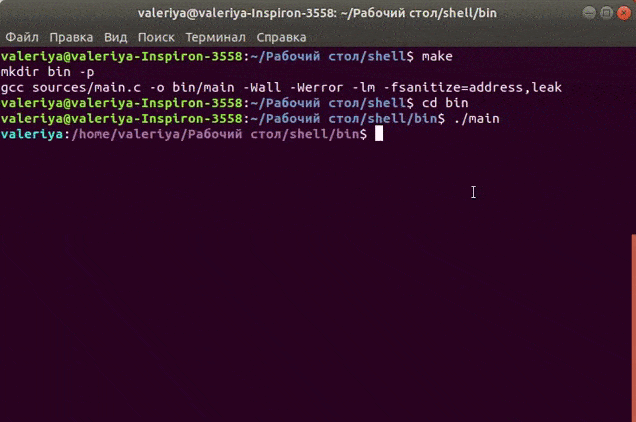 valeriya@valeriya-Inspiron-3558: ~/Рабочий стол/shell/bin
Файл Правка Вид Поиск Терминал Справка
valeriya@valeriya-Inspiron-3558:~/Рабочий стол/shell$ make
mkdir bin -p
gcc sources/main.c -o bin/main -Wall -Werror -lm -fsanitize=address,leak
valeriya@valeriya-Inspiron-3558:~/Рабочий стол/shell$ cd bin
valeriya@valeriya-Inspiron-3558:~/Рабочий стол/shell/bin$ ./main
valeriya:/home/valeriya/Рабочий стол/shell/bin$